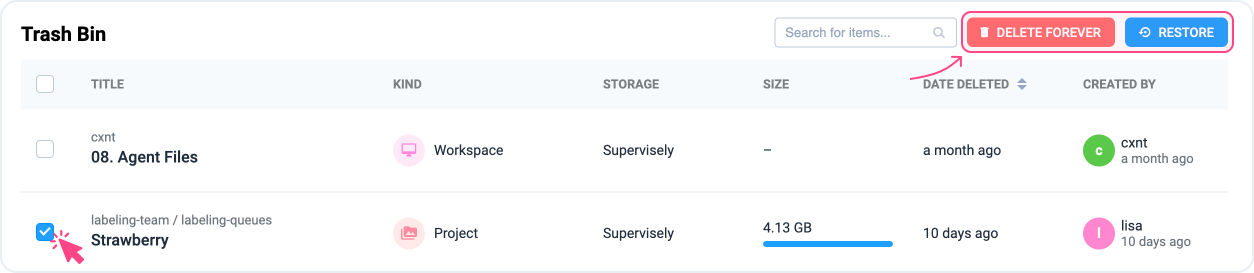 Trash Bin
Search for items...
DELETE FOREVER
RESTORE
TITLE KIND STORAGE SIZE DATE DELETED CREATED BY
cxnt
08. Agent Files
Workspace
Supervisely
–
a month ago
c
cxnt
a month ago
labeling-team / labeling-queues
Strawberry
Project
Supervisely
4.13 GB
10 days ago
l
lisa
10 days ago